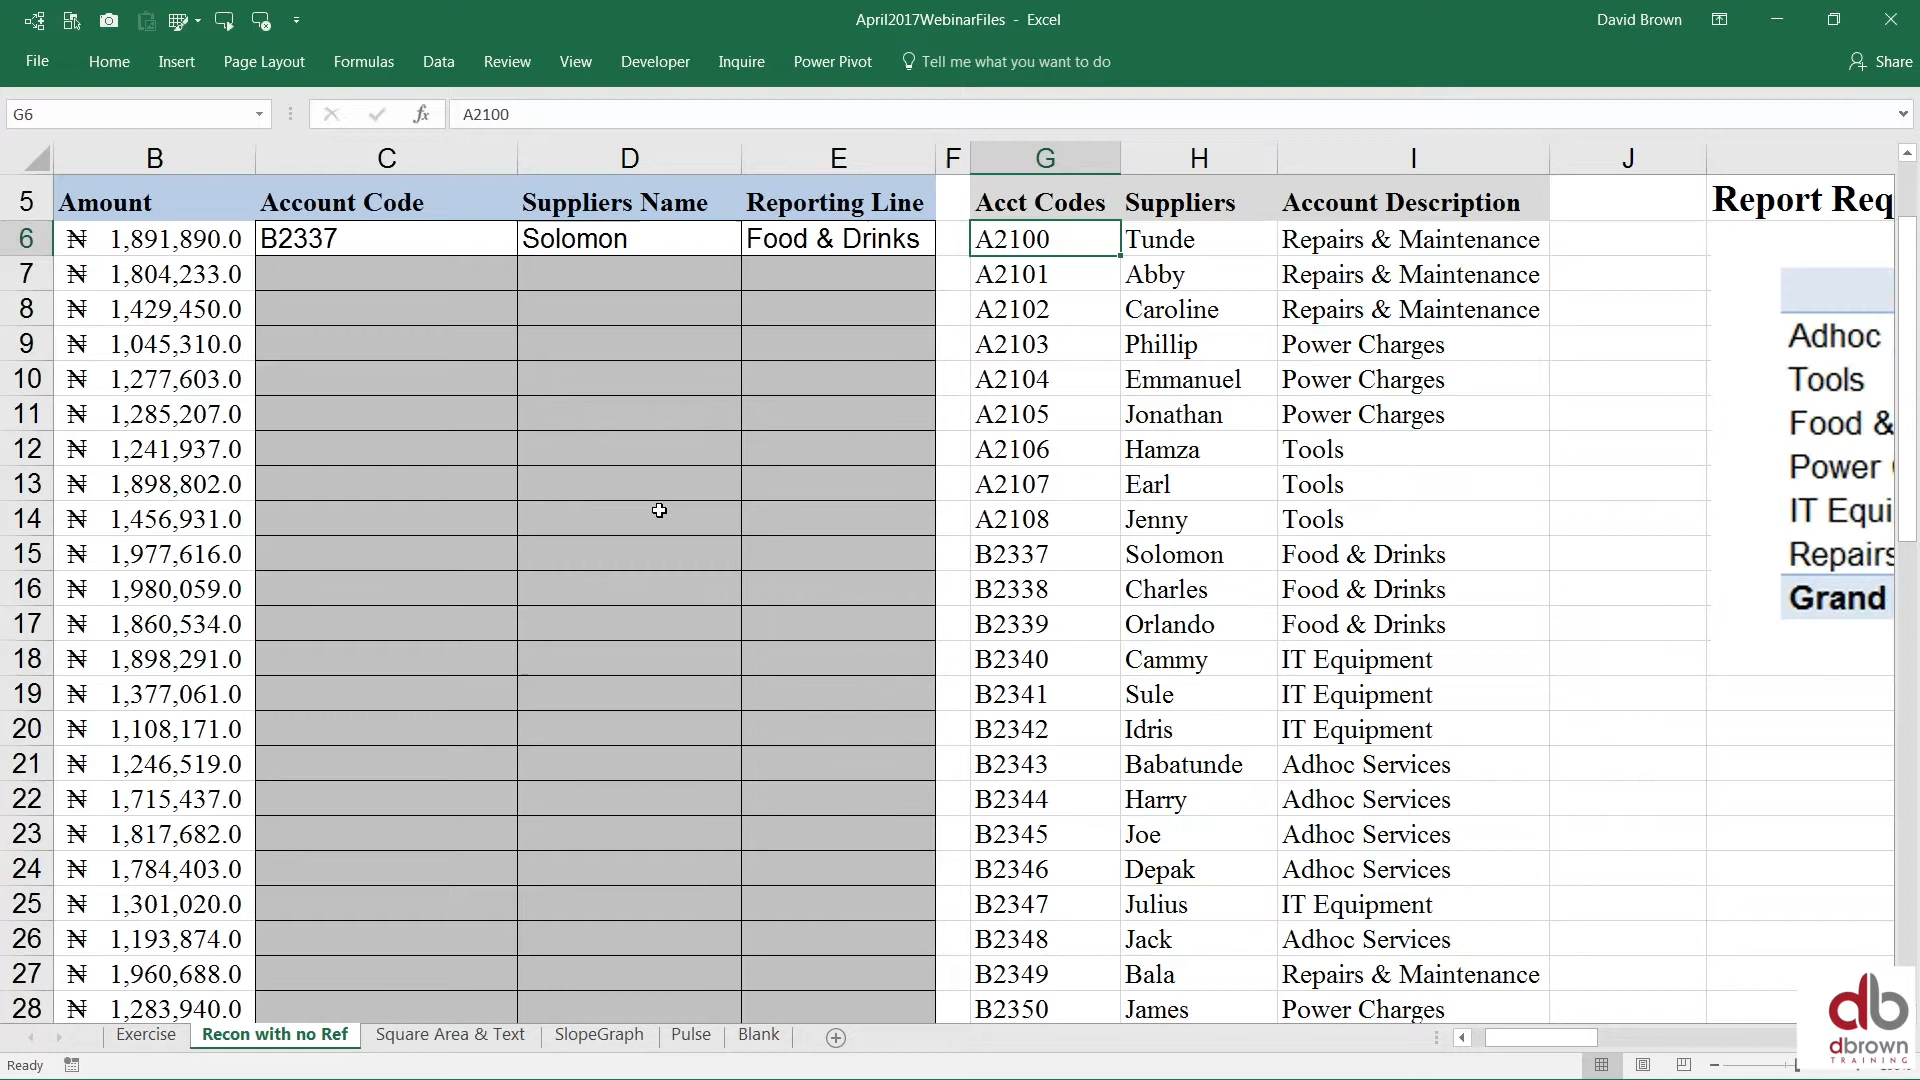 April2017WebinarFiles - Excel
David Brown
File Home Insert Page Layout Formulas Data Review View Developer Inquire Power Pivot Tell me what you want to do Share
G6 fx A2100
B C D E F G H I J
5 Amount Account Code Suppliers Name Reporting Line Acct Codes Suppliers Account Description Report Req
6 ₦ 1,891,890.0 B2337 Solomon Food & Drinks A2100 Tunde Repairs & Maintenance
7 ₦ 1,804,233.0 A2101 Abby Repairs & Maintenance
8 ₦ 1,429,450.0 A2102 Caroline Repairs & Maintenance
9 ₦ 1,045,310.0 A2103 Phillip Power Charges Adhoc
10 ₦ 1,277,603.0 A2104 Emmanuel Power Charges Tools
11 ₦ 1,285,207.0 A2105 Jonathan Power Charges Food &
12 ₦ 1,241,937.0 A2106 Hamza Tools Power
13 ₦ 1,898,802.0 A2107 Earl Tools
14 ₦ 1,456,931.0 A2108 Jenny Tools IT Equi
15 ₦ 1,977,616.0 B2337 Solomon Food & Drinks Repairs
16 ₦ 1,980,059.0 B2338 Charles Food & Drinks Grand
17 ₦ 1,860,534.0 B2339 Orlando Food & Drinks
18 ₦ 1,898,291.0 B2340 Cammy IT Equipment
19 ₦ 1,377,061.0 B2341 Sule IT Equipment
20 ₦ 1,108,171.0 B2342 Idris IT Equipment
21 ₦ 1,246,519.0 B2343 Babatunde Adhoc Services
22 ₦ 1,715,437.0 B2344 Harry Adhoc Services
23 ₦ 1,817,682.0 B2345 Joe Adhoc Services
24 ₦ 1,784,403.0 B2346 Depak Adhoc Services
25 ₦ 1,301,020.0 B2347 Julius IT Equipment
26 ₦ 1,193,874.0 B2348 Jack Adhoc Services
27 ₦ 1,960,688.0 B2349 Bala Repairs & Maintenance
28 ₦ 1,283,940.0 B2350 James Power Charges
Exercise Recon with no Ref Square Area & Text SlopeGraph Pulse Blank
Ready
db
dbrown
TRAINING